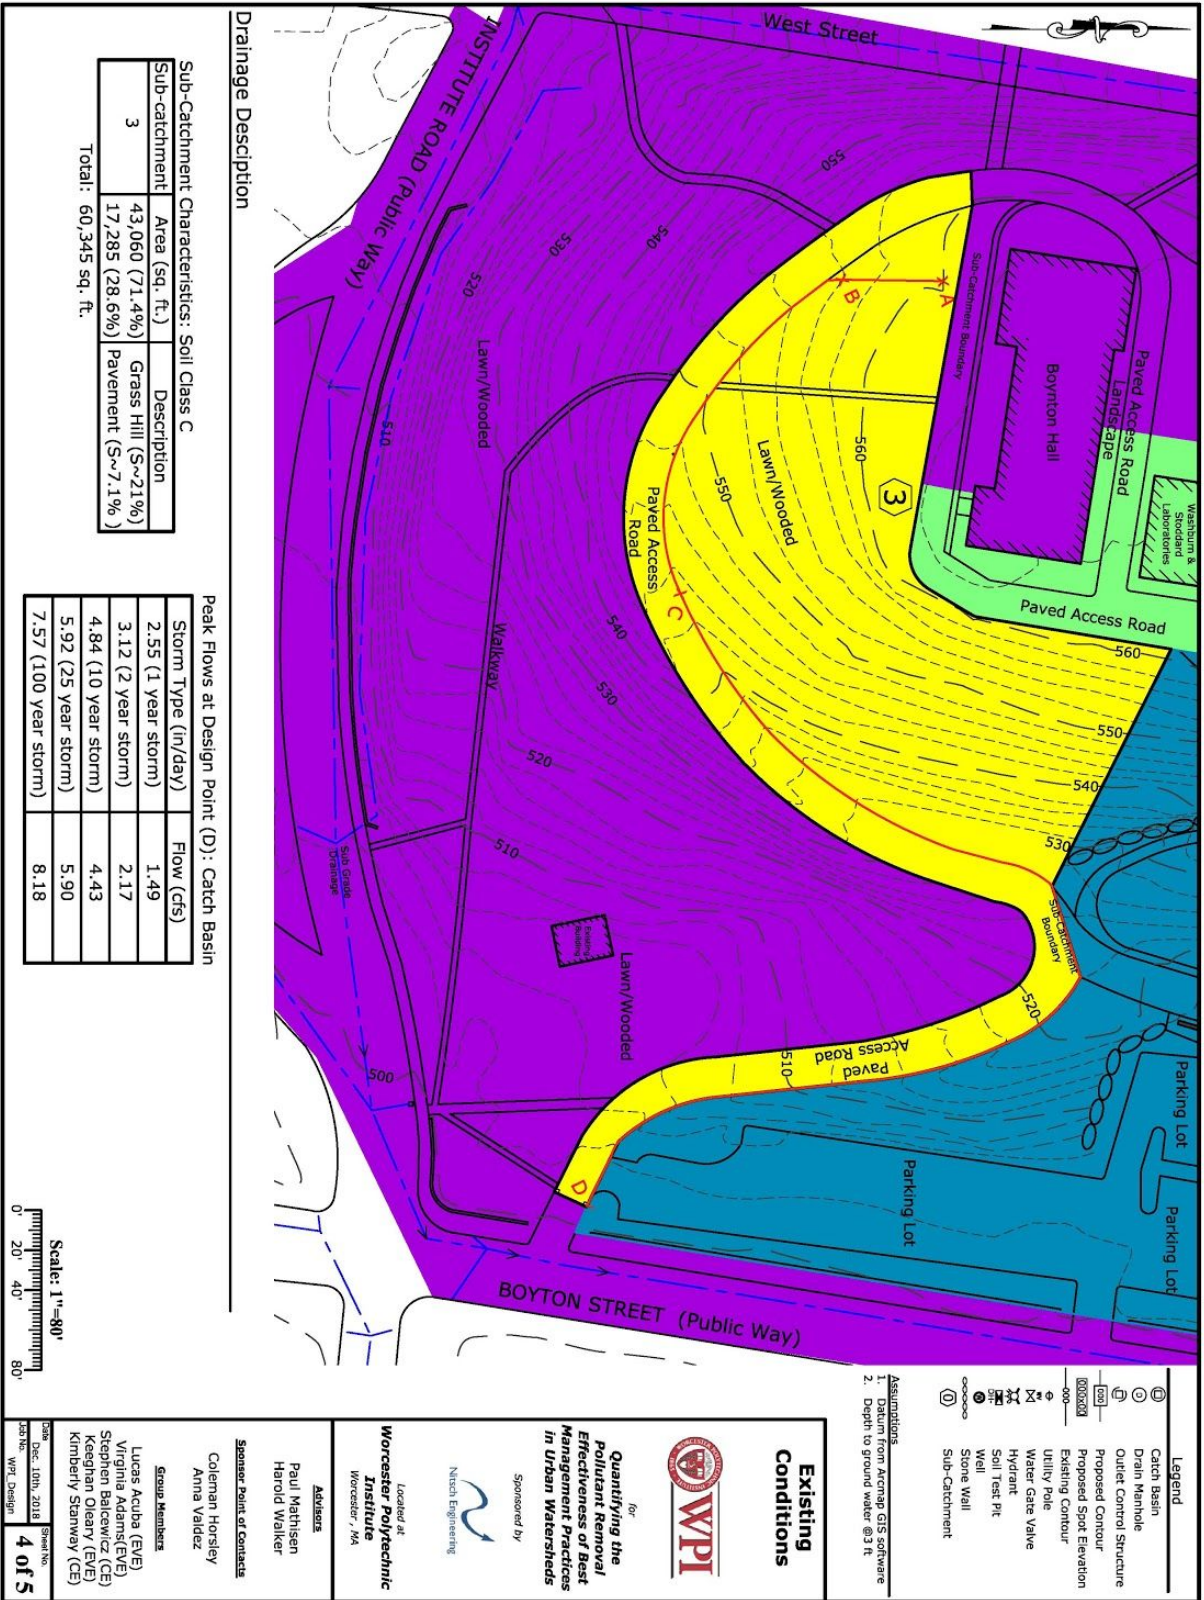 West Street
INSTITUTE ROAD (Public Way)
BOYTON STREET (Public Way)
550
540
530
520
510
Lawn/Wooded
Sub-Catchment Boundary
Boynton Hall
Paved Access Road
Landscape
Washburn &
Stoddard
Laboratories
Paved Access Road
A
B
C
D
3
560
550
Lawn/Wooded
Paved Access
Road
560
550
540
530
540
530
520
510
Walkway
Sub-Catchment
Boundary
520
510
Paved
Access Road
Existing
Building
Lawn/Wooded
500
Sub Grade
Drainage
Parking Lot
Parking Lot
Parking Lot
Drainage Desciption
Sub-Catchment Characteristics: Soil Class C
Sub-catchment Area (sq. ft.) Description
3 43,060 (71.4%) Grass Hill (S~21%)
17,285 (28.6%) Pavement (S~7.1% )
Total: 60,345 sq. ft.
Peak Flows at Design Point (D): Catch Basin
Storm Type (in/day) Flow (cfs)
2.55 (1 year storm) 1.49
3.12 (2 year storm) 2.17
4.84 (10 year storm) 4.43
5.92 (25 year storm) 5.90
7.57 (100 year storm) 8.18
Scale: 1"=80'
0' 20' 40' 80'
Legend
Catch Basin
Drain Manhole
Outlet Control Structure
000 Proposed Contour
000x00 Proposed Spot Elevation
000 Existing Contour
Utility Pole
Water Gate Valve
Hydrant
Soil Test Pit
Well
Stone Wall
Sub-Catchment
Assumptions
1. Datum from Arcmap GIS software
2. Depth to ground water @3 ft
Existing
Conditions
WPI
for
Quantifying the
Pollutant Removal
Effectiveness of Best
Management Practices
in Urban Watersheds
Sponsored by
Nitsch Engineering
Located at
Worcester Polytechnic
Institute
Worcester , MA
Advisors
Paul Mathisen
Harold Walker
Sponsor Point of Contacts
Coleman Horsley
Anna Valdez
Group Members
Lucas Acuba (EVE)
Virginia Adams(EVE)
Stephen Balcewicz (CE)
Keeghan Oleary (EVE)
Kimberly Stanway (CE)
Date
Dec. 10th, 2018
Job No.
WPI_Design
Sheet No.
4 of 5